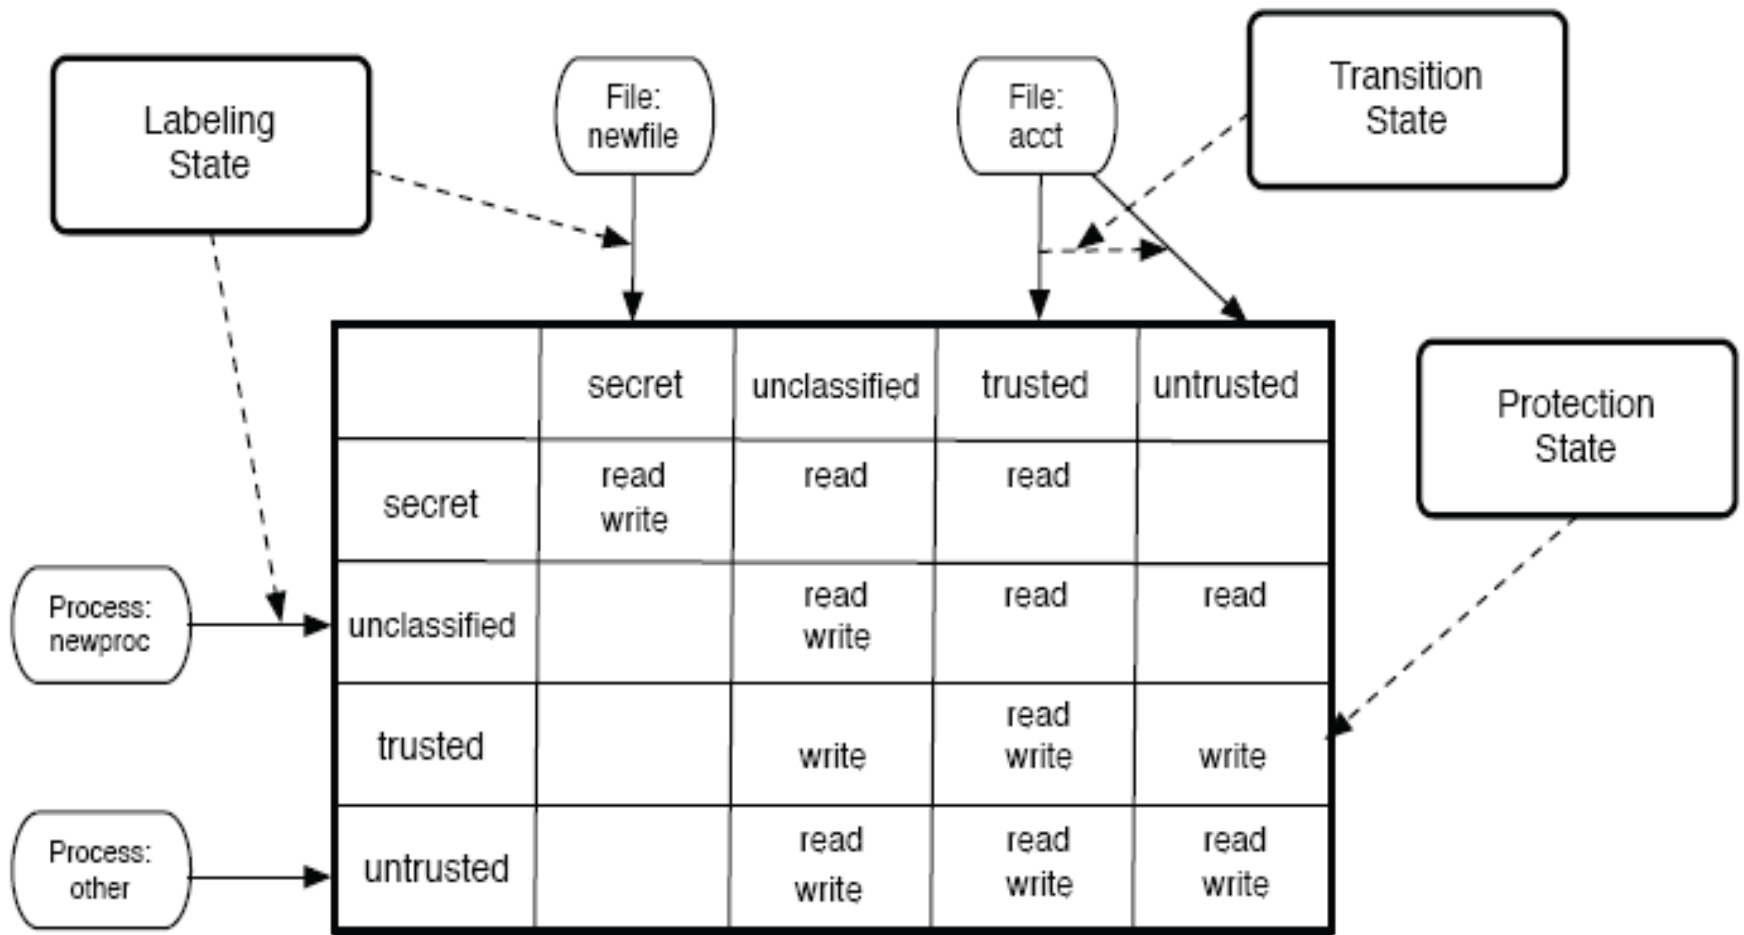 Labeling
State
File:
newfile
File:
acct
Transition
State
Protection
State
secret unclassified trusted untrusted
secret
read
write
read
read
Process:
newproc
unclassified
read
write
read
read
trusted
write
read
write
write
Process:
other
untrusted
read
write
read
write
read
write